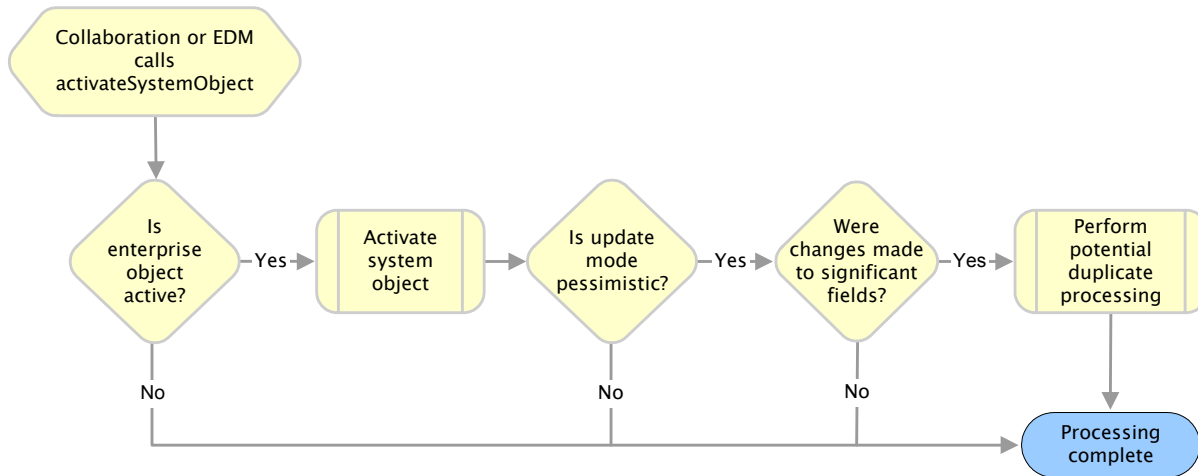 Collaboration or EDM
calls
activateSystemObject
Is
enterprise
object
active?
Yes
Activate
system
object
Is update
mode
pessimistic?
Yes
Were
changes made
to significant
fields?
Yes
Perform
potential
duplicate
processing
No
No
No
Processing
complete